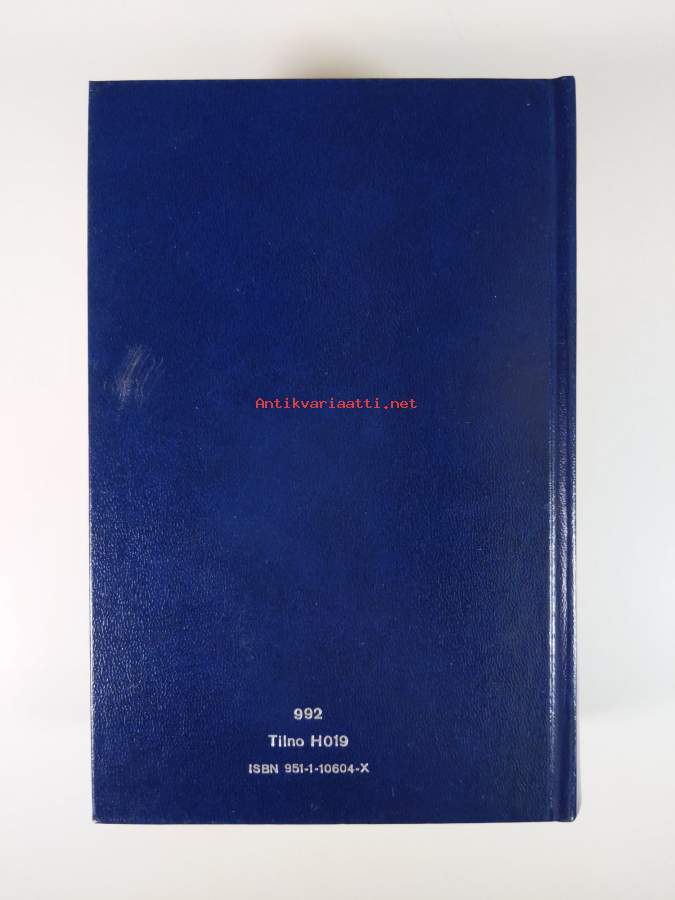 Antikvariaatti.net
992
Tilno H019
ISBN 951-1-10604-X